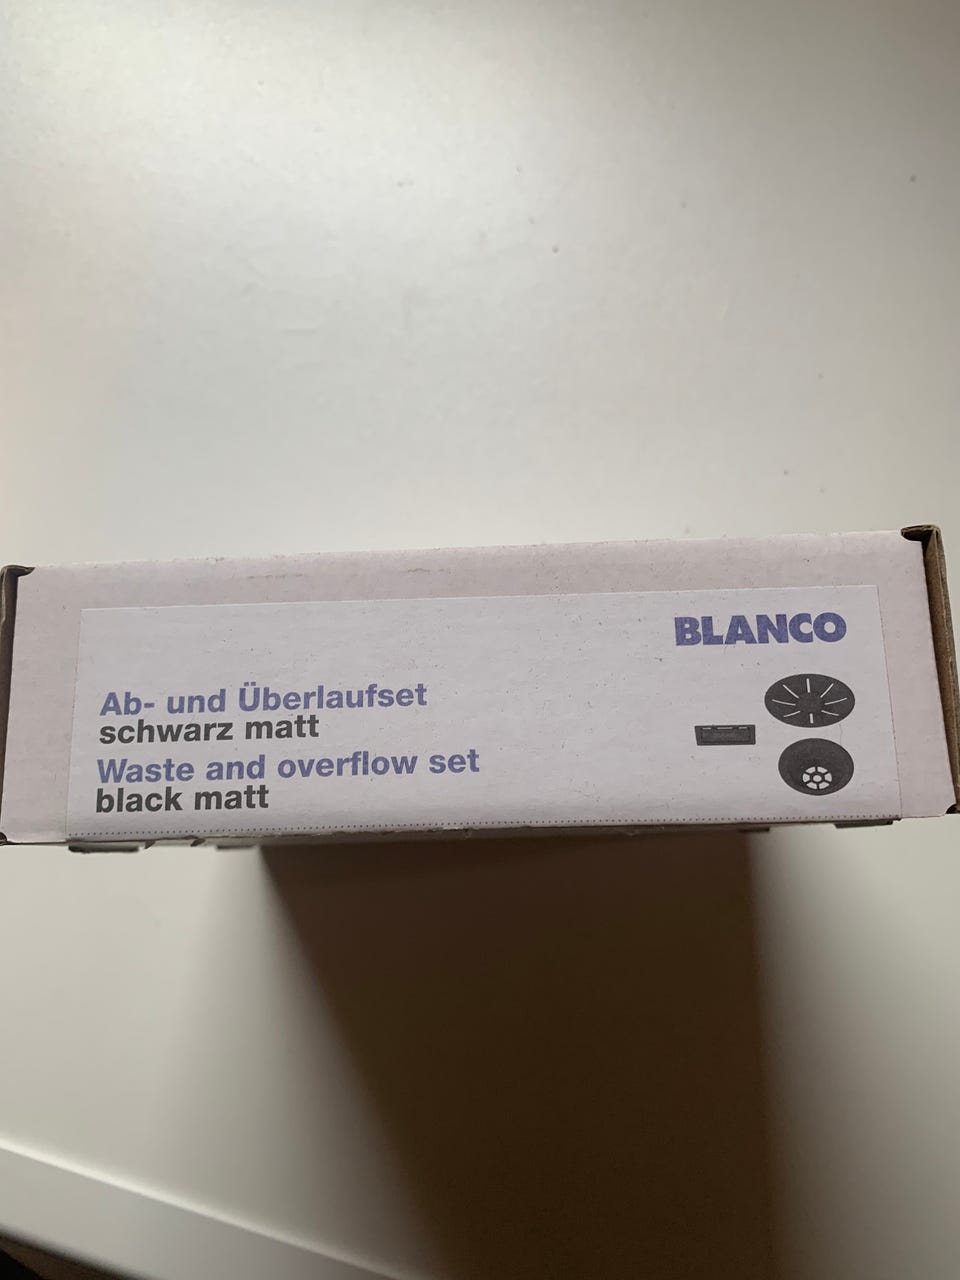 BLANCO
Ab- und Überlaufset
schwarz matt
Waste and overflow set
black matt